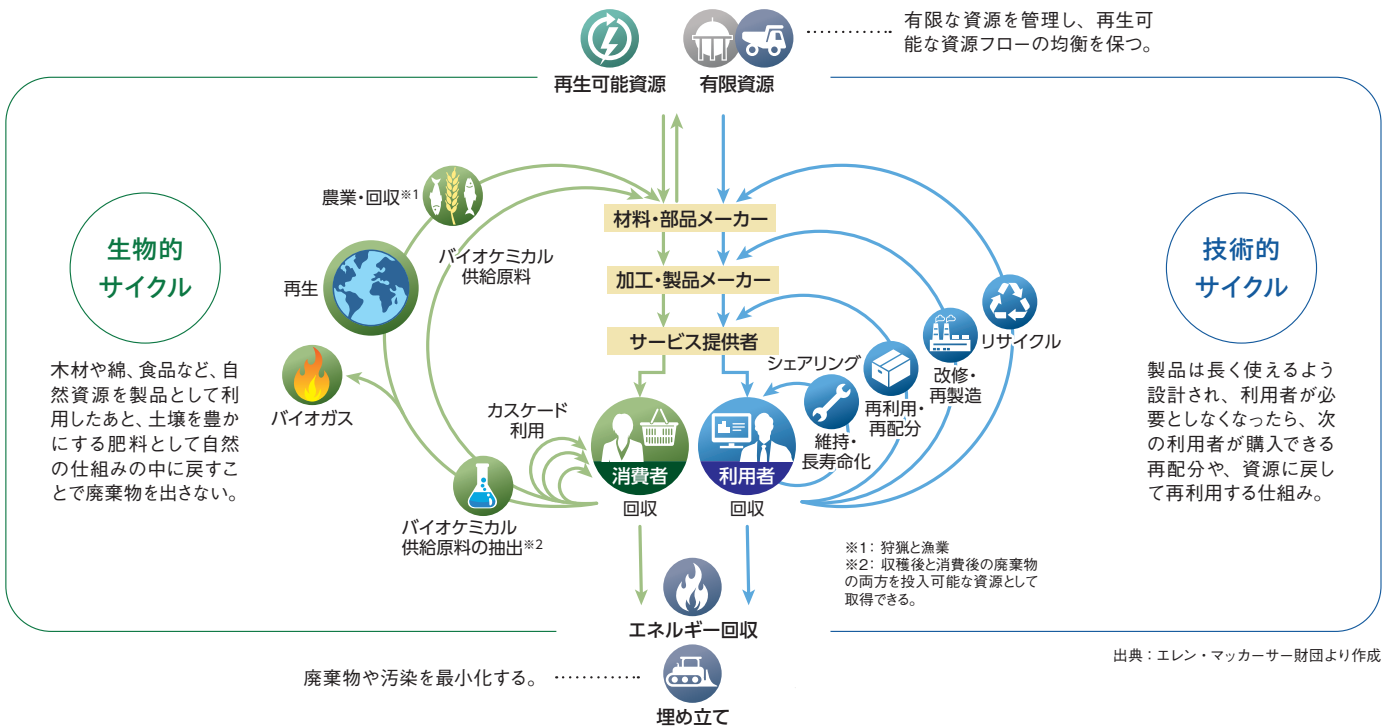 再生可能資源
有限資源
有限な資源を管理し、再生可
能な資源フローの均衡を保つ。
生物的
サイクル
木材や綿、食品など、自
然資源を製品として利
用したあと、土壌を豊か
にする肥料として自然
の仕組みの中に戻すこ
とで廃棄物を出さない。
農業・回収※1
再生
バイオガス
バイオケミカル
供給原料
カスケード
利用
バイオケミカル
供給原料の抽出※2
材料・部品メーカー
加工・製品メーカー
サービス提供者
消費者
回収
利用者
回収
シェアリング
維持・
長寿命化
再利用・
再配分
改修・
再製造
リサイクル
技術的
サイクル
製品は長く使えるよう
設計され、利用者が必
要としなくなったら、次
の利用者が購入できる
再配分や、資源に戻し
て再利用する仕組み。
※1: 狩猟と漁業
※2: 収穫後と消費後の廃棄物
の両方を投入可能な資源として
取得できる。
エネルギー回収
廃棄物や汚染を最小化する。
埋め立て
出典：エレン・マッカーサー財団より作成